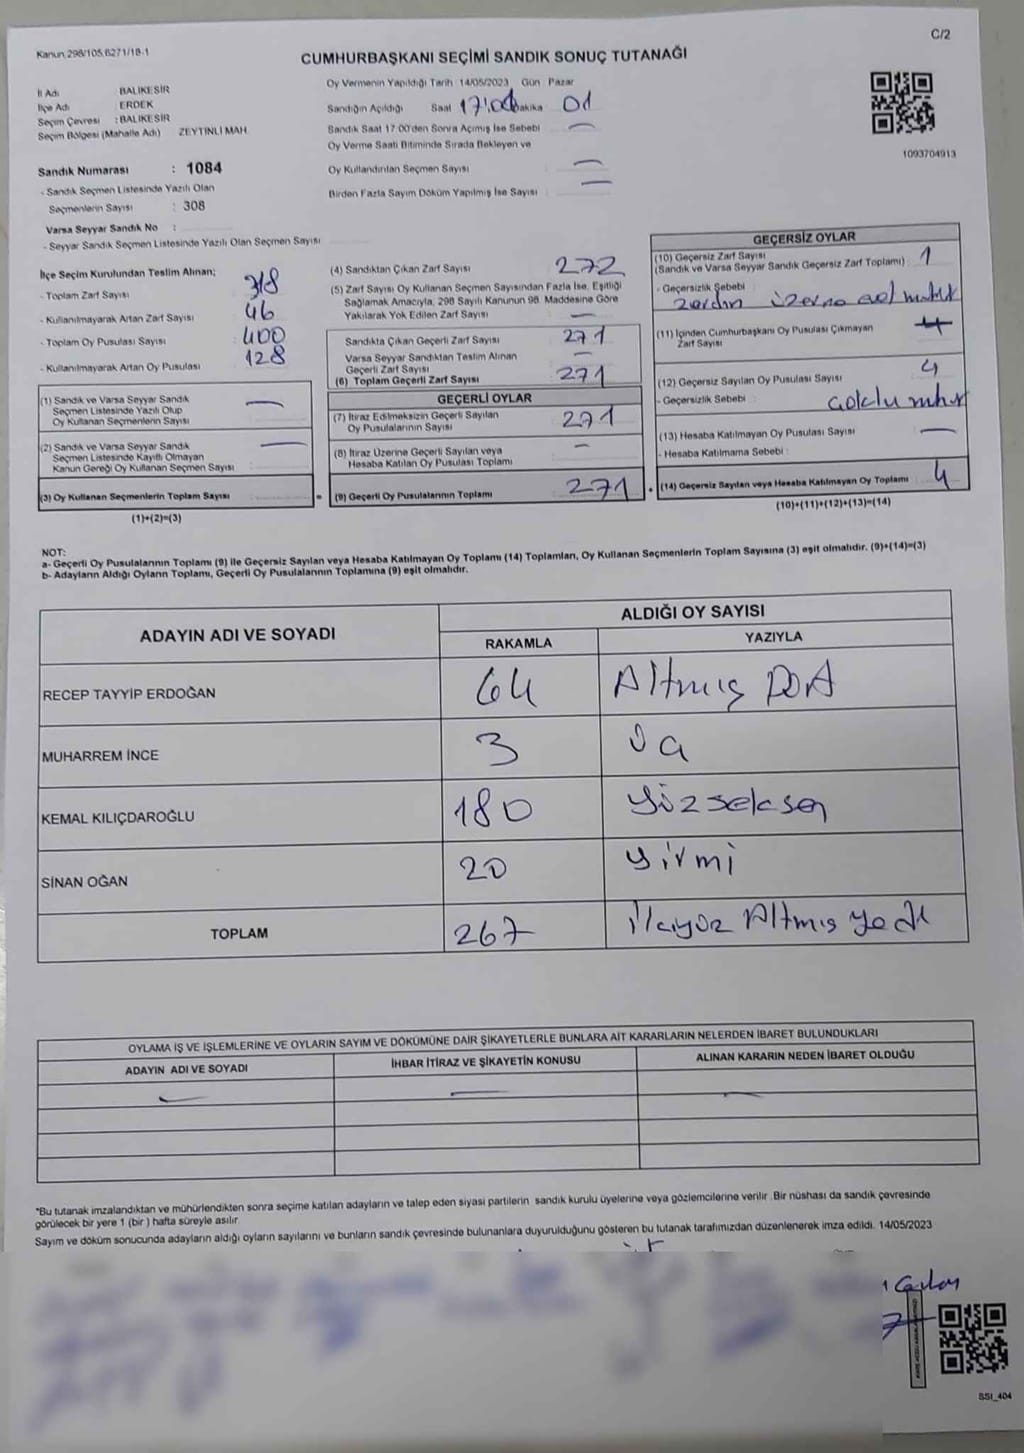 Kanun, 298/105,6271/18-1
C/2
CUMHURBAŞKANI SEÇİMİ SANDIK SONUÇ TUTANAĞI
İl Adı BALIKESİR
İlçe Adı ERDEK
Seçim Çevresi : BALIKESİR
Seçim Bölgesi (Mahalle Adı) ZEYTİNLİ MAH.
Oy Vermenin Yapıldığı Tarih 14/05/2023 Gün Pazar
Sandığın Açıldığı Saat 17:00 Dakika 01
Sandık Saat 17:00'den Sonra Açılmış İse Sebebi : —
Oy Verme Saati Bitiminde Sırada Bekleyen ve
Oy Kullandırılan Seçmen Sayısı : —
Birden Fazla Sayım Döküm Yapılmış İse Sayısı : —
1093704913
Sandık Numarası : 1084
- Sandık Seçmen Listesinde Yazılı Olan
Seçmenlerin Sayısı : 308
Varsa Seyyar Sandık No :
- Seyyar Sandık Seçmen Listesinde Yazılı Olan Seçmen Sayısı
İlçe Seçim Kurulundan Teslim Alınan;
- Toplam Zarf Sayısı 318
- Kullanılmayarak Artan Zarf Sayısı 46
- Toplam Oy Pusulası Sayısı 400
- Kullanılmayarak Artan Oy Pusulası 128
(1) Sandık ve Varsa Seyyar Sandık
Seçmen Listesinde Yazılı Olup
Oy Kullanan Seçmenlerin Sayısı —
(2) Sandık ve Varsa Seyyar Sandık
Seçmen Listesinde Kayıtlı Olmayan
Kanun Gereği Oy Kullanan Seçmen Sayısı —
(3) Oy Kullanan Seçmenlerin Toplam Sayısı =
(1)+(2)=(3)
(4) Sandıktan Çıkan Zarf Sayısı 272
(5) Zarf Sayısı Oy Kullanan Seçmen Sayısından Fazla İse, Eşitliği
Sağlamak Amacıyla, 298 Sayılı Kanunun 98. Maddesine Göre
Yakılarak Yok Edilen Zarf Sayısı —
Sandıkta Çıkan Geçerli Zarf Sayısı 271
Varsa Seyyar Sandıktan Teslim Alınan
Geçerli Zarf Sayısı —
(6) Toplam Geçerli Zarf Sayısı 271
GEÇERLİ OYLAR
(7) İtiraz Edilmeksizin Geçerli Sayılan
Oy Pusulalarının Sayısı 271
(8) İtiraz Üzerine Geçerli Sayılan veya
Hesaba Katılan Oy Pusulası Toplamı —
(9) Geçerli Oy Pusulalarının Toplamı 271 +
GEÇERSİZ OYLAR
(10) Geçersiz Zarf Sayısı
(Sandık ve Varsa Seyyar Sandık Geçersiz Zarf Toplamı) : 1
- Geçersizlik Sebebi :
üzerine mühür
(11) İçinden Cumhurbaşkanı Oy Pusulası Çıkmayan
Zarf Sayısı
(12) Geçersiz Sayılan Oy Pusulası Sayısı 4
- Geçersizlik Sebebi : çoklu mühür
(13) Hesaba Katılmayan Oy Pusulası Sayısı —
- Hesaba Katılmama Sebebi :
(14) Geçersiz Sayılan veya Hesaba Katılmayan Oy Toplamı 4
(10)+(11)+(12)+(13)=(14)
NOT:
a- Geçerli Oy Pusulalarının Toplamı (9) ile Geçersiz Sayılan veya Hesaba Katılmayan Oy Toplamı (14) Toplamları, Oy Kullanan Seçmenlerin Toplam Sayısına (3) eşit olmalıdır. (9)+(14)=(3)
b- Adayların Aldığı Oyların Toplamı, Geçerli Oy Pusulalarının Toplamına (9) eşit olmalıdır.
ADAYIN ADI VE SOYADI
ALDIĞI OY SAYISI
RAKAMLA YAZIYLA
RECEP TAYYİP ERDOĞAN 64 Altmış Dört
MUHARREM İNCE 3 Üç
KEMAL KILIÇDAROĞLU 180 Yüzseksen
SİNAN OĞAN 20 Yirmi
TOPLAM 267 İkiyüz Altmış Yedi
OYLAMA İŞ VE İŞLEMLERİNE VE OYLARIN SAYIM VE DÖKÜMÜNE DAİR ŞİKAYETLERLE BUNLARA AİT KARARLARIN NELERDEN İBARET BULUNDUKLARI
ADAYIN ADI VE SOYADI İHBAR İTİRAZ VE ŞİKAYETİN KONUSU ALINAN KARARIN NEDEN İBARET OLDUĞU
— — —
*Bu tutanak imzalandıktan ve mühürlendikten sonra seçime katılan adayların ve talep eden siyasi partilerin sandık kurulu üyelerine veya gözlemcilerine verilir. Bir nüshası da sandık çevresinde
görülecek bir yere 1 (bir) hafta süreyle asılır.
Sayım ve döküm sonucunda adayların aldığı oyların sayılarını ve bunların sandık çevresinde bulunanlara duyurulduğunu gösteren bu tutanak tarafımızdan düzenlenerek imza edildi. 14/05/2023
SSI_404